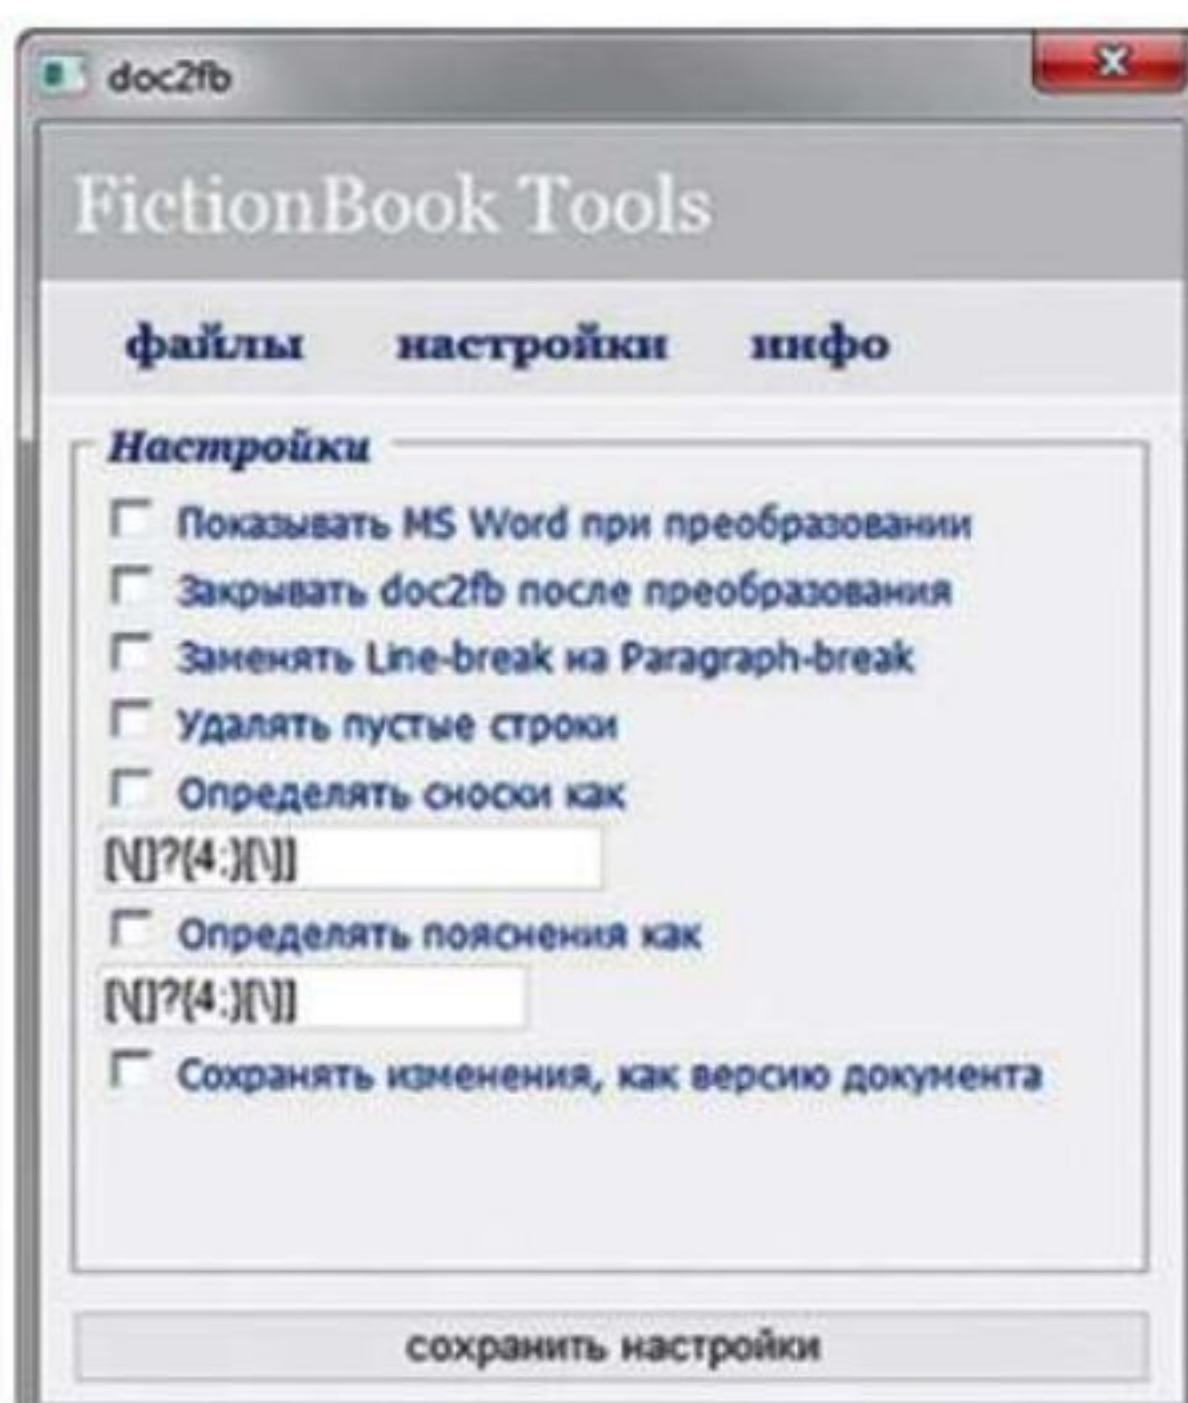 doc2fb
FictionBook Tools
файлы настройки инфо
Настройки
Показывать MS Word при преобразовании
Закрывать doc2fb после преобразования
Заменять Line-break на Paragraph-break
Удалять пустые строки
Определять сноски как
[\[]?{4:}[\]]
Определять пояснения как
[\[]?{4:}[\]]
Сохранять изменения, как версию документа
сохранить настройки